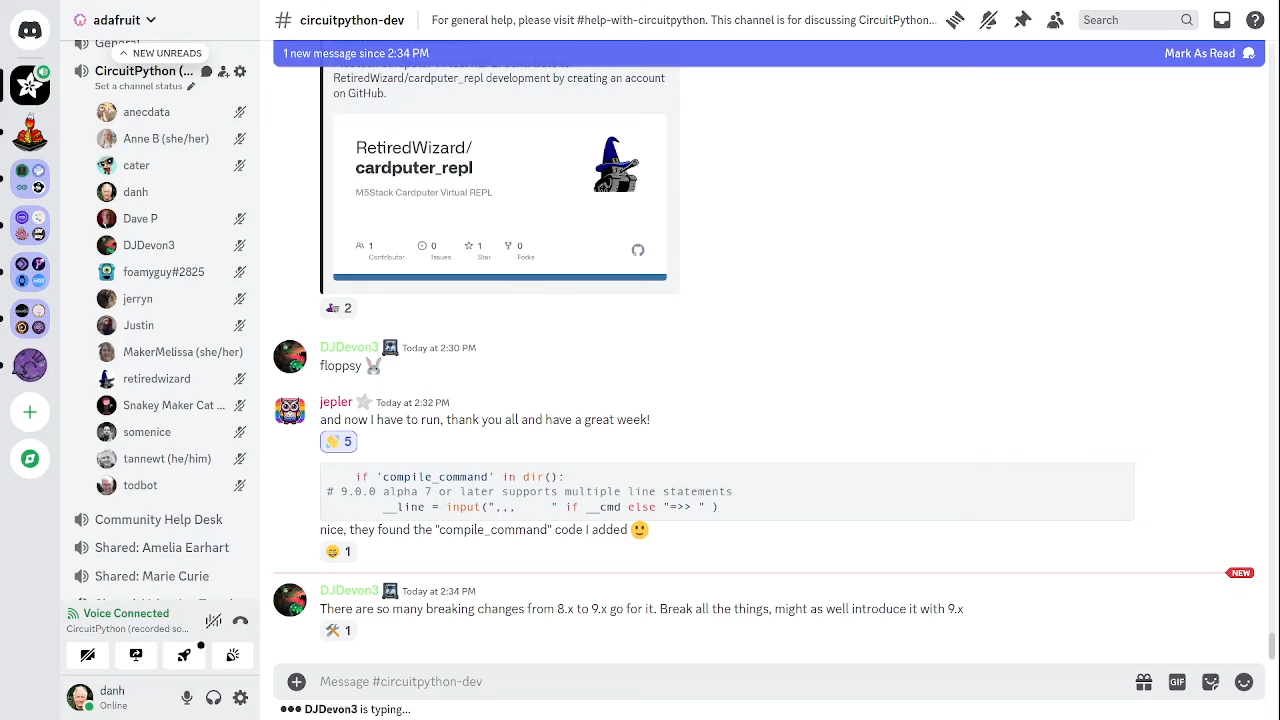 adafruit
General
NEW UNREADS
CircuitPython (...
Set a channel status
anecdata
Anne B (she/her)
cater
danh
Dave P
DJDevon3
foamyguy#2825
jerryn
Justin
MakerMelissa (she/her)
retiredwizard
Snakey Maker Cat ...
somenice
tannewt (he/him)
todbot
Community Help Desk
Shared: Amelia Earhart
Shared: Marie Curie
Voice Connected
CircuitPython (recorded so...
danh
Online
# circuitpython-dev
For general help, please visit #help-with-circuitpython. This channel is for discussing CircuitPython...
Search
1 new message since 2:34 PM
Mark As Read
RetiredWizard/cardputer_repl development by creating an account
on GitHub.
RetiredWizard/
cardputer_repl
M5Stack Cardputer Virtual REPL
1
Contributor
0
Issues
1
Star
0
Forks
2
DJDevon3 Today at 2:30 PM
floppsy
jepler Today at 2:32 PM
and now I have to run, thank you all and have a great week!
5
if 'compile_command' in dir():
# 9.0.0 alpha 7 or later supports multiple line statements
__line = input(",,,     " if __cmd else "=>> " )
nice, they found the "compile_command" code I added
1
NEW
DJDevon3 Today at 2:34 PM
There are so many breaking changes from 8.x to 9.x go for it. Break all the things, might as well introduce it with 9.x
1
Message #circuitpython-dev
GIF
DJDevon3 is typing...